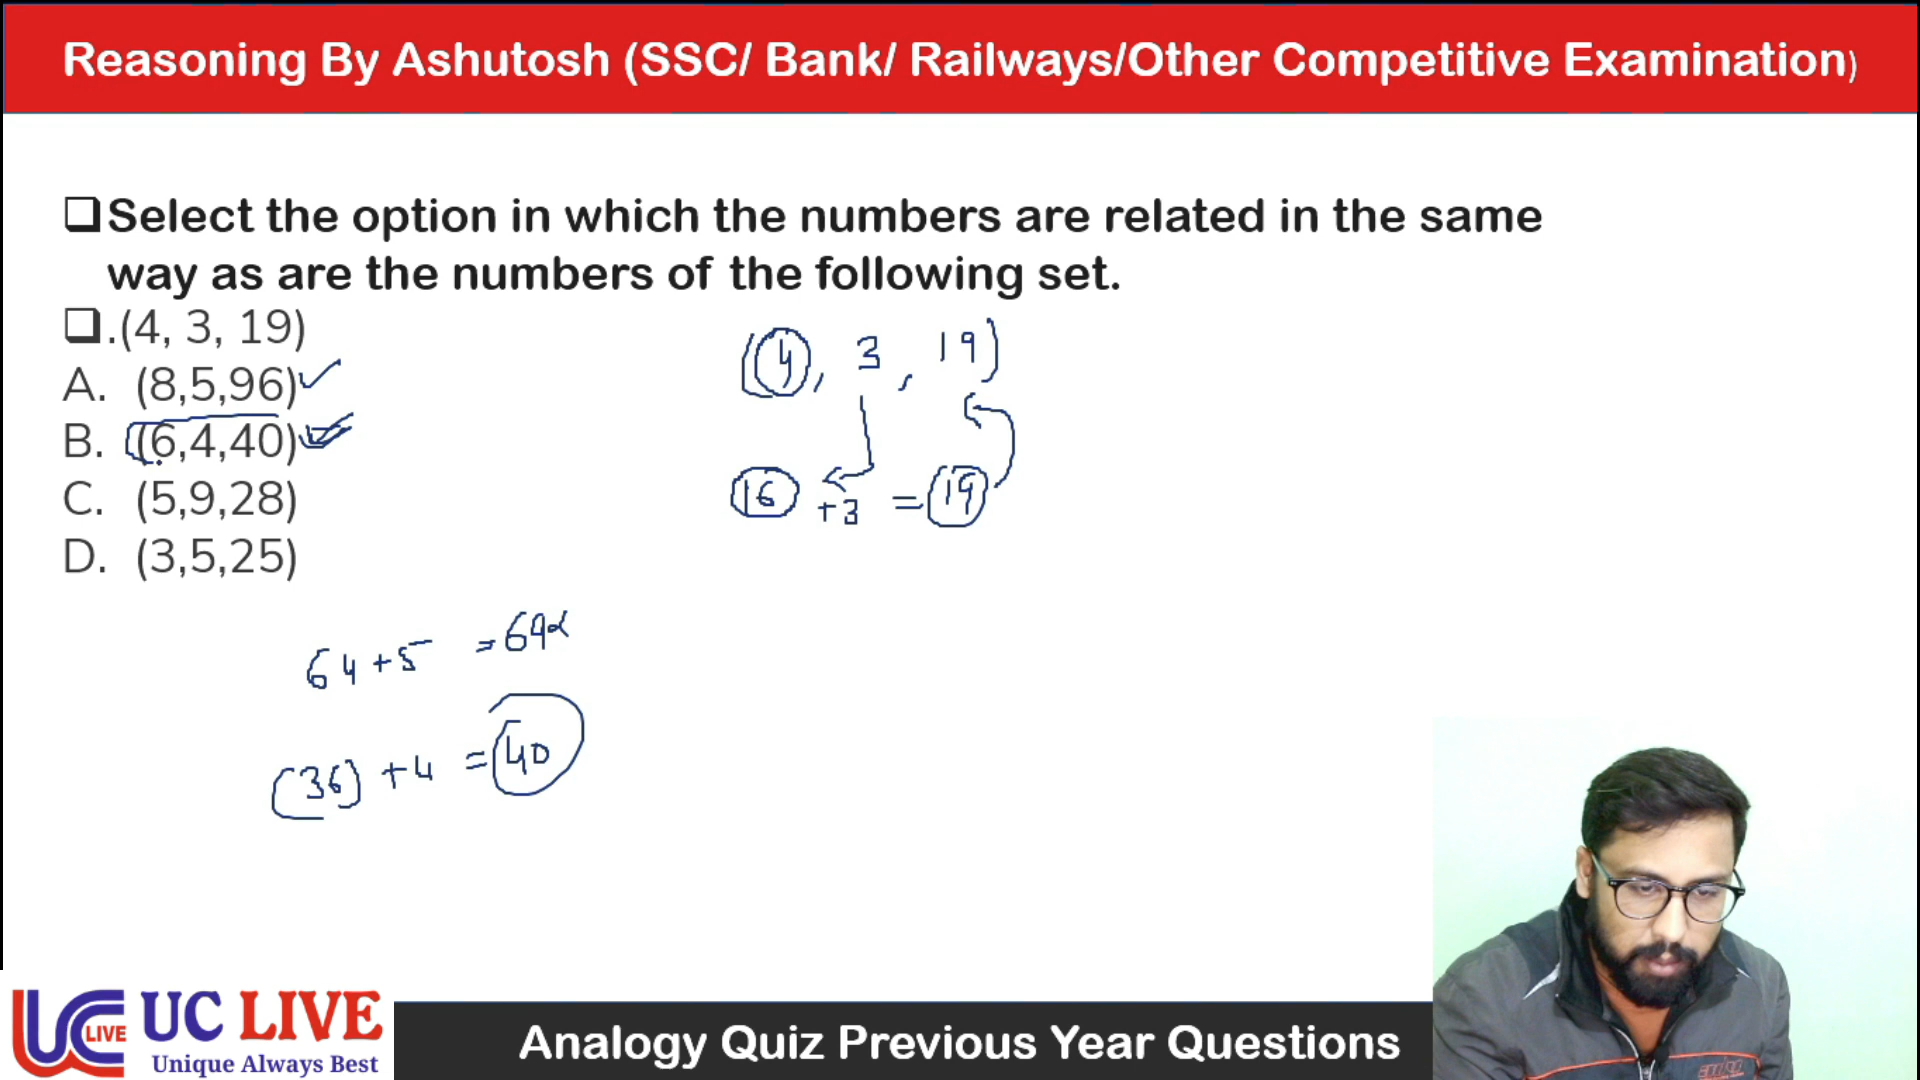 Reasoning By Ashutosh (SSC/ Bank/ Railways/Other Competitive Examination)
❑Select the option in which the numbers are related in the same
way as are the numbers of the following set.
❑.(4, 3, 19)
A. (8,5,96)
B. (6,4,40)
C. (5,9,28)
D. (3,5,25)
(4, 3, 19)
16 +3 = 19
64+5 = 69
(36) +4 = 40
LIVE
UC LIVE
Unique Always Best
Analogy Quiz Previous Year Questions